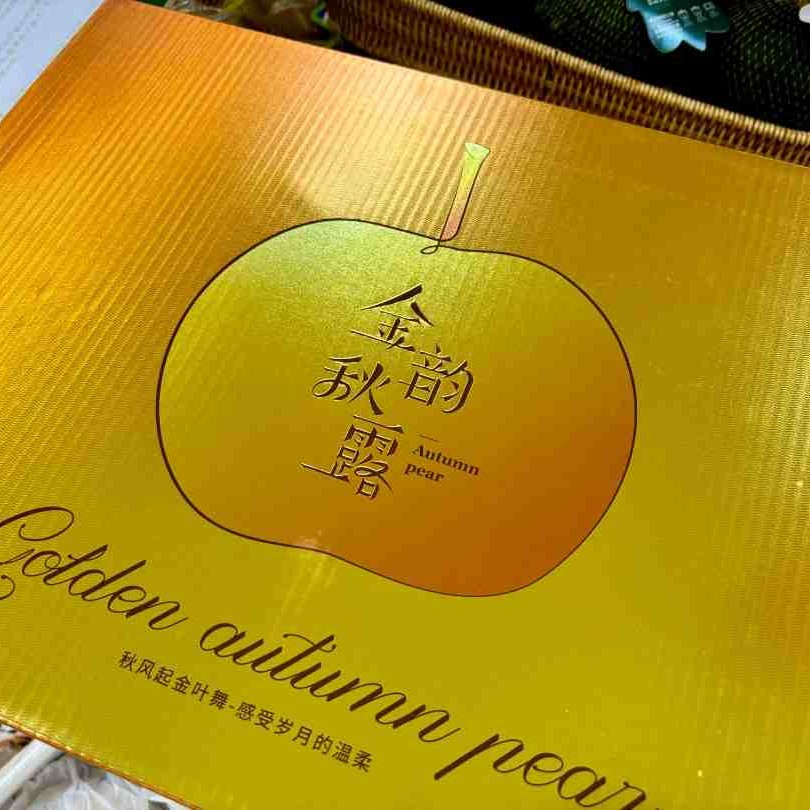 金韵
秋露
Autumn
pear
Golden autumn pear
秋风起金叶舞-感受岁月的温柔